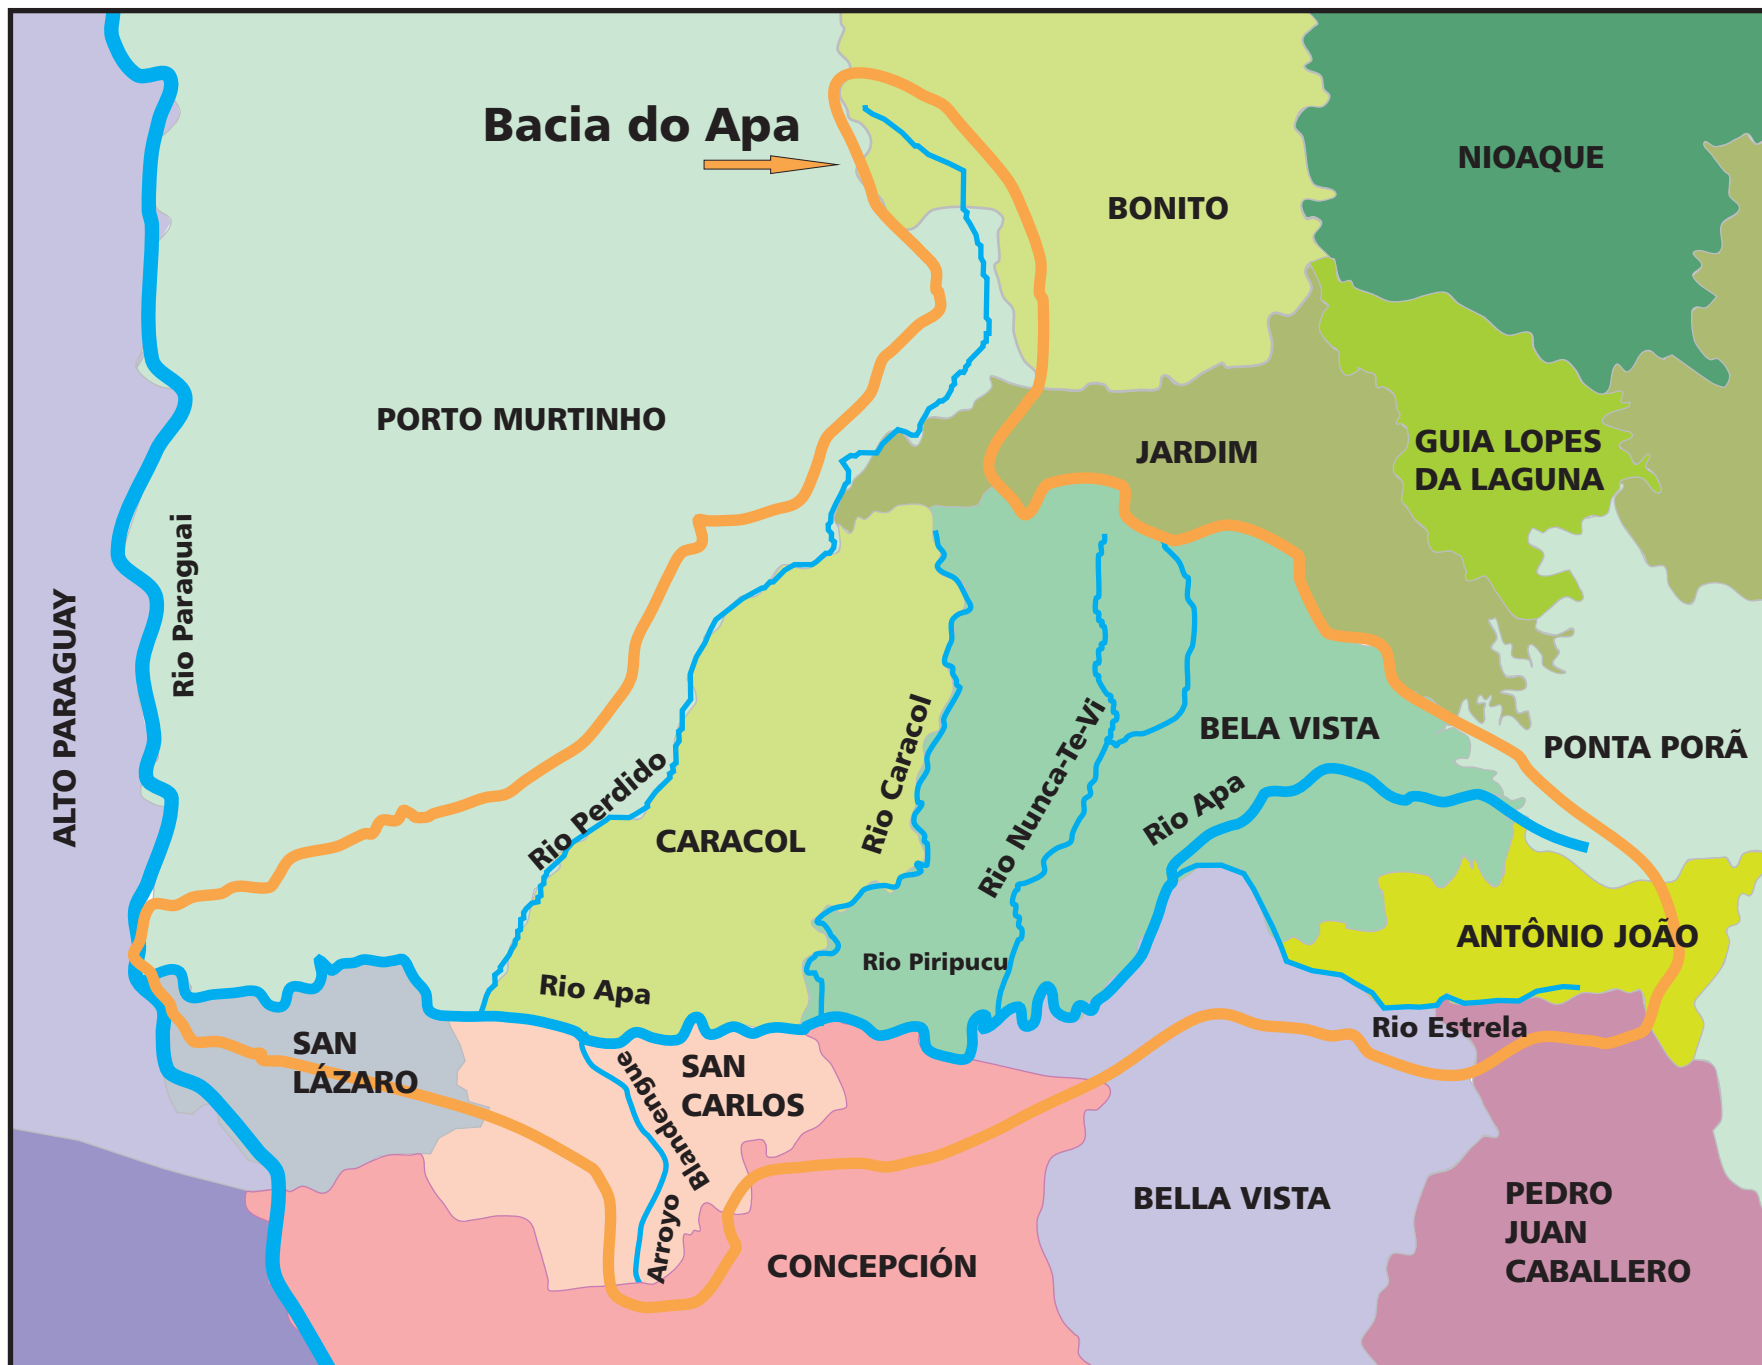 Bacia do Apa
NIOAQUE
BONITO
PORTO MURTINHO
JARDIM
GUIA LOPES
DA LAGUNA
Rio Paraguai
ALTO PARAGUAY
BELA VISTA
PONTA PORÃ
Rio Perdido
CARACOL
Rio Caracol
Rio Nunca-Te-Vi
Rio Apa
ANTÔNIO JOÃO
Rio Piripucu
Rio Apa
Rio Estrela
SAN
LÁZARO
SAN
CARLOS
Arroyo Blandengue
BELLA VISTA
PEDRO
JUAN
CABALLERO
CONCEPCIÓN